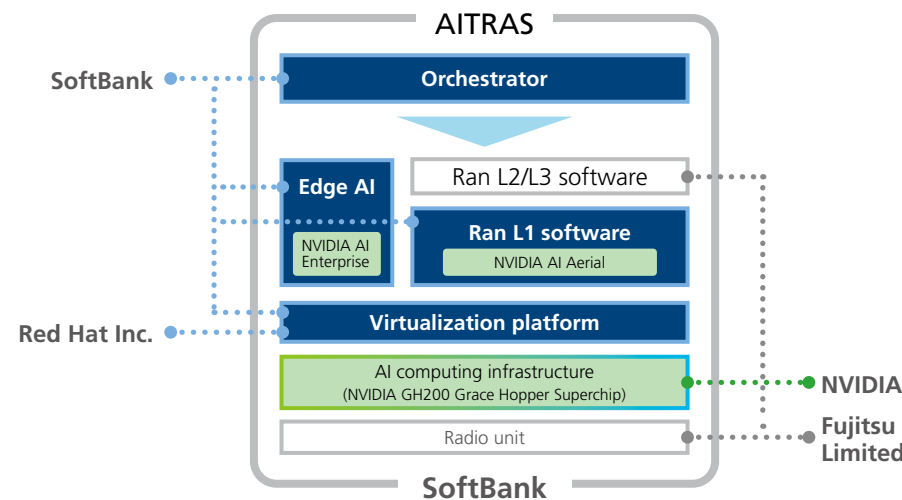 AITRAS
SoftBank
Orchestrator
Edge AI
NVIDIA AI
Enterprise
Ran L2/L3 software
Ran L1 software
NVIDIA AI Aerial
Red Hat Inc.
Virtualization platform
AI computing infrastructure
(NVIDIA GH200 Grace Hopper Superchip)
NVIDIA
Radio unit
Fujitsu
Limited
SoftBank